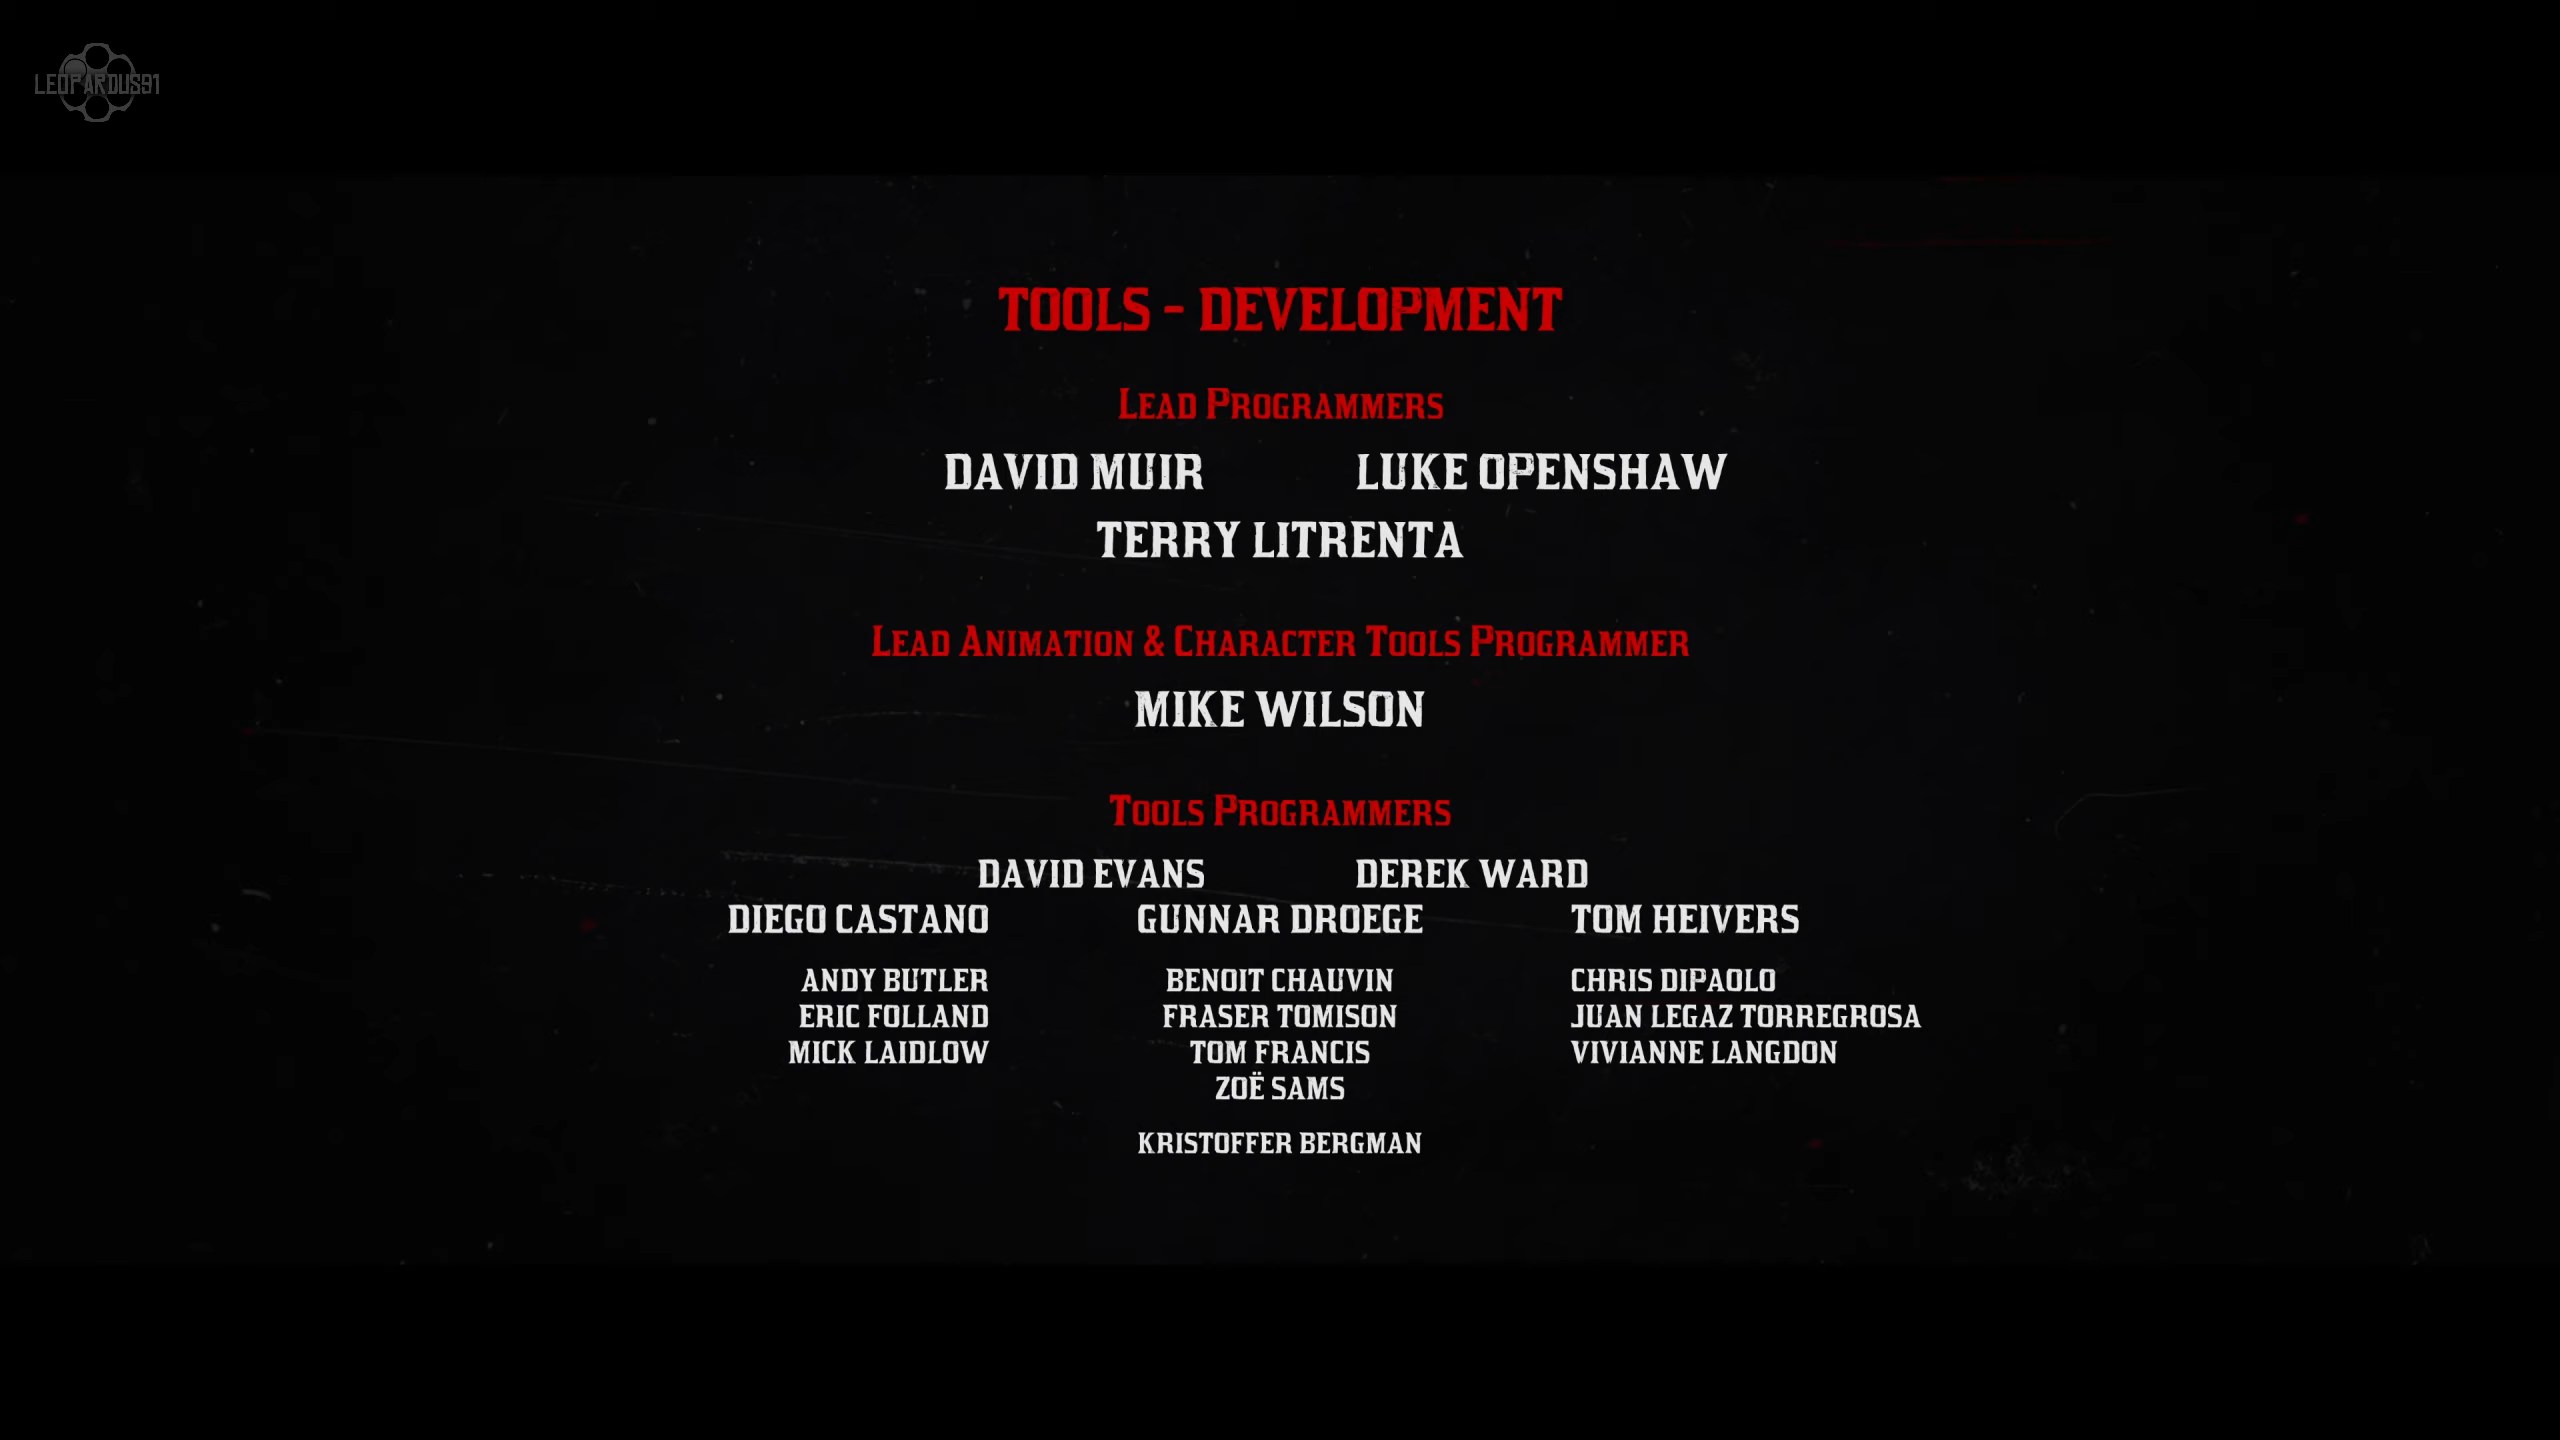 LEOPARDUS91
TOOLS - DEVELOPMENT
LEAD PROGRAMMERS
DAVID MUIR LUKE OPENSHAW
TERRY LITRENTA
LEAD ANIMATION & CHARACTER TOOLS PROGRAMMER
MIKE WILSON
TOOLS PROGRAMMERS
DAVID EVANS DEREK WARD
DIEGO CASTANO GUNNAR DROEGE TOM HEIVERS
ANDY BUTLER BENOIT CHAUVIN CHRIS DIPAOLO
ERIC FOLLAND FRASER TOMISON JUAN LEGAZ TORREGROSA
MICK LAIDLOW TOM FRANCIS VIVIANNE LANGDON
ZOË SAMS
KRISTOFFER BERGMAN